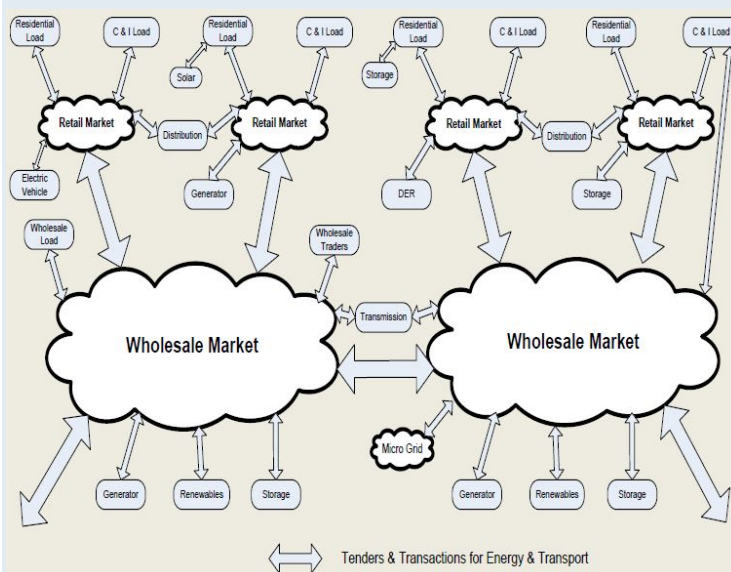 Residential
Load
C & I Load
Residential
Load
C & I Load
Residential
Load
C & I Load
Residential
Load
C & I Load
Solar
Storage
Retail Market
Distribution
Retail Market
Retail Market
Distribution
Retail Market
Electric
Vehicle
Generator
DER
Storage
Wholesale
Load
Wholesale
Traders
Wholesale Market
Transmission
Wholesale Market
Micro Grid
Generator
Renewables
Storage
Generator
Renewables
Storage
Tenders & Transactions for Energy & Transport